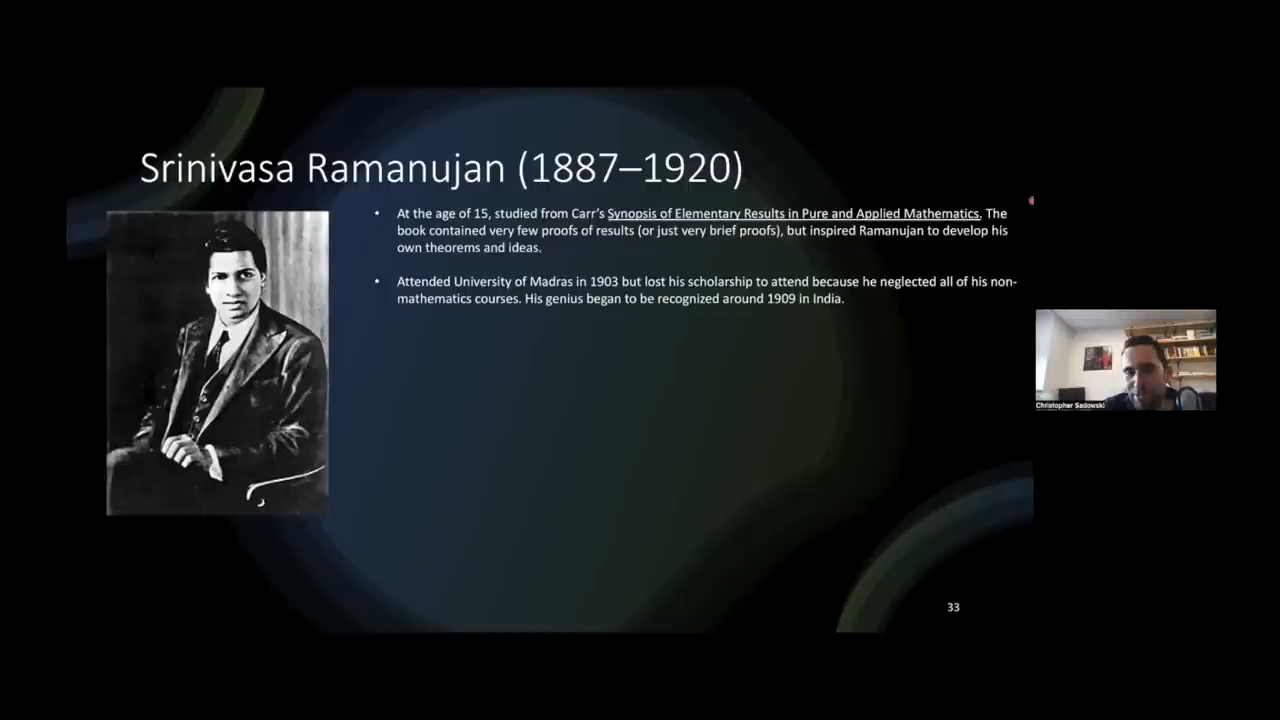 Srinivasa Ramanujan (1887–1920)
• At the age of 15, studied from Carr's Synopsis of Elementary Results in Pure and Applied Mathematics. The
book contained very few proofs of results (or just very brief proofs), but inspired Ramanujan to develop his
own theorems and ideas.
• Attended University of Madras in 1903 but lost his scholarship to attend because he neglected all of his non-
mathematics courses. His genius began to be recognized around 1909 in India.
Christopher Sadowski
33